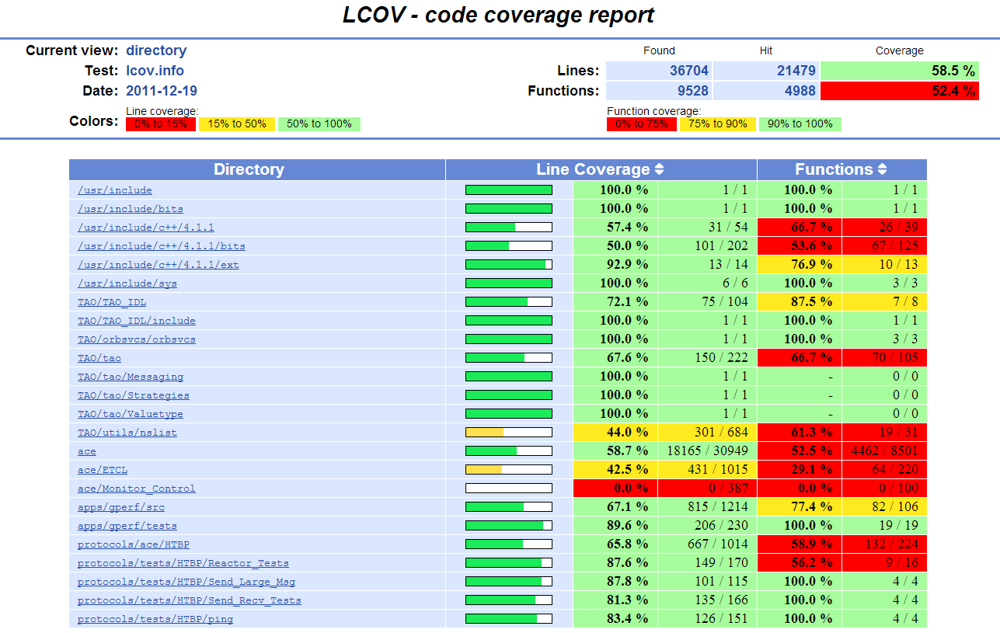 LCOV - code coverage report
Current view: directory Found Hit Coverage
Test: lcov.info Lines: 36704 21479 58.5 %
Date: 2011-12-19 Functions: 9528 4988 52.4 %
Colors: Line coverage: Function coverage:
0% to 15% 15% to 50% 50% to 100% 0% to 75% 75% to 90% 90% to 100%
Directory Line Coverage Functions
/usr/include 100.0 % 1 / 1 100.0 % 1 / 1
/usr/include/bits 100.0 % 1 / 1 100.0 % 1 / 1
/usr/include/c++/4.1.1 57.4 % 31 / 54 66.7 % 26 / 39
/usr/include/c++/4.1.1/bits 50.0 % 101 / 202 53.6 % 67 / 125
/usr/include/c++/4.1.1/ext 92.9 % 13 / 14 76.9 % 10 / 13
/usr/include/sys 100.0 % 6 / 6 100.0 % 3 / 3
TAO/TAO_IDL 72.1 % 75 / 104 87.5 % 7 / 8
TAO/TAO_IDL/include 100.0 % 1 / 1 100.0 % 1 / 1
TAO/orbsvcs/orbsvcs 100.0 % 1 / 1 100.0 % 3 / 3
TAO/tao 67.6 % 150 / 222 66.7 % 70 / 105
TAO/tao/Messaging 100.0 % 1 / 1 - 0 / 0
TAO/tao/Strategies 100.0 % 1 / 1 - 0 / 0
TAO/tao/Valuetype 100.0 % 1 / 1 - 0 / 0
TAO/utils/nslist 44.0 % 301 / 684 61.3 % 19 / 31
ace 58.7 % 18165 / 30949 52.5 % 4462 / 8501
ace/ETCL 42.5 % 431 / 1015 29.1 % 64 / 220
ace/Monitor_Control 0.0 % 0 / 387 0.0 % 0 / 100
apps/gperf/src 67.1 % 815 / 1214 77.4 % 82 / 106
apps/gperf/tests 89.6 % 206 / 230 100.0 % 19 / 19
protocols/ace/HTBP 65.8 % 667 / 1014 58.9 % 132 / 224
protocols/tests/HTBP/Reactor_Tests 87.6 % 149 / 170 56.2 % 9 / 16
protocols/tests/HTBP/Send_Large_Msg 87.8 % 101 / 115 100.0 % 4 / 4
protocols/tests/HTBP/Send_Recv_Tests 81.3 % 135 / 166 100.0 % 4 / 4
protocols/tests/HTBP/ping 83.4 % 126 / 151 100.0 % 4 / 4